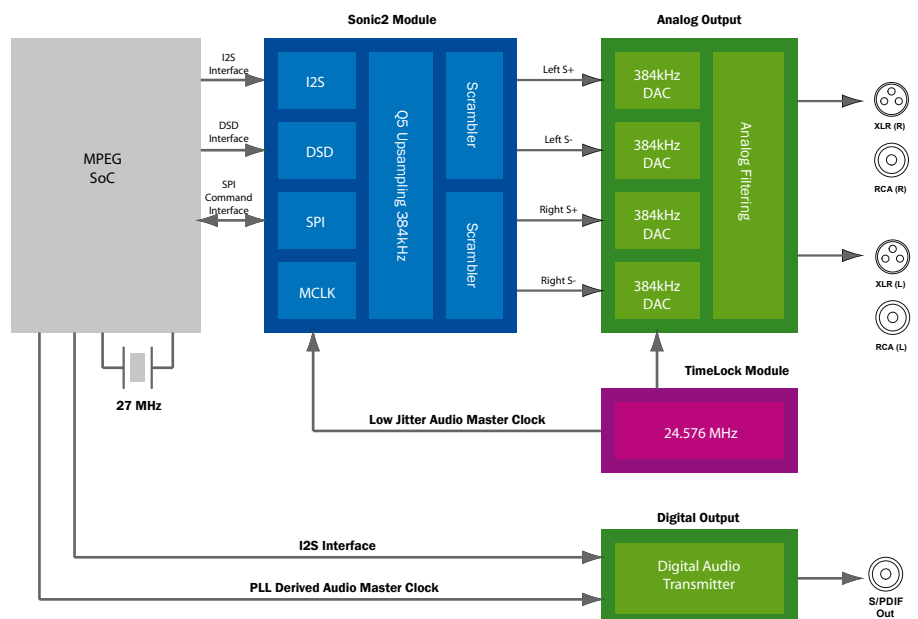 Sonic2 Module
Analog Output
I2S
Interface
DSD
Interface
SPI
Command
Interface
MPEG
SoC
I2S
DSD
SPI
MCLK
Q5 Upsampling 384kHz
Scrambler
Scrambler
Left S+
Left S-
Right S+
Right S-
384kHz
DAC
384kHz
DAC
384kHz
DAC
384kHz
DAC
Analog Filtering
XLR (R)
RCA (R)
XLR (L)
RCA (L)
27 MHz
TimeLock Module
Low Jitter Audio Master Clock
24.576 MHz
Digital Output
I2S Interface
PLL Derived Audio Master Clock
Digital Audio
Transmitter
S/PDIF
Out